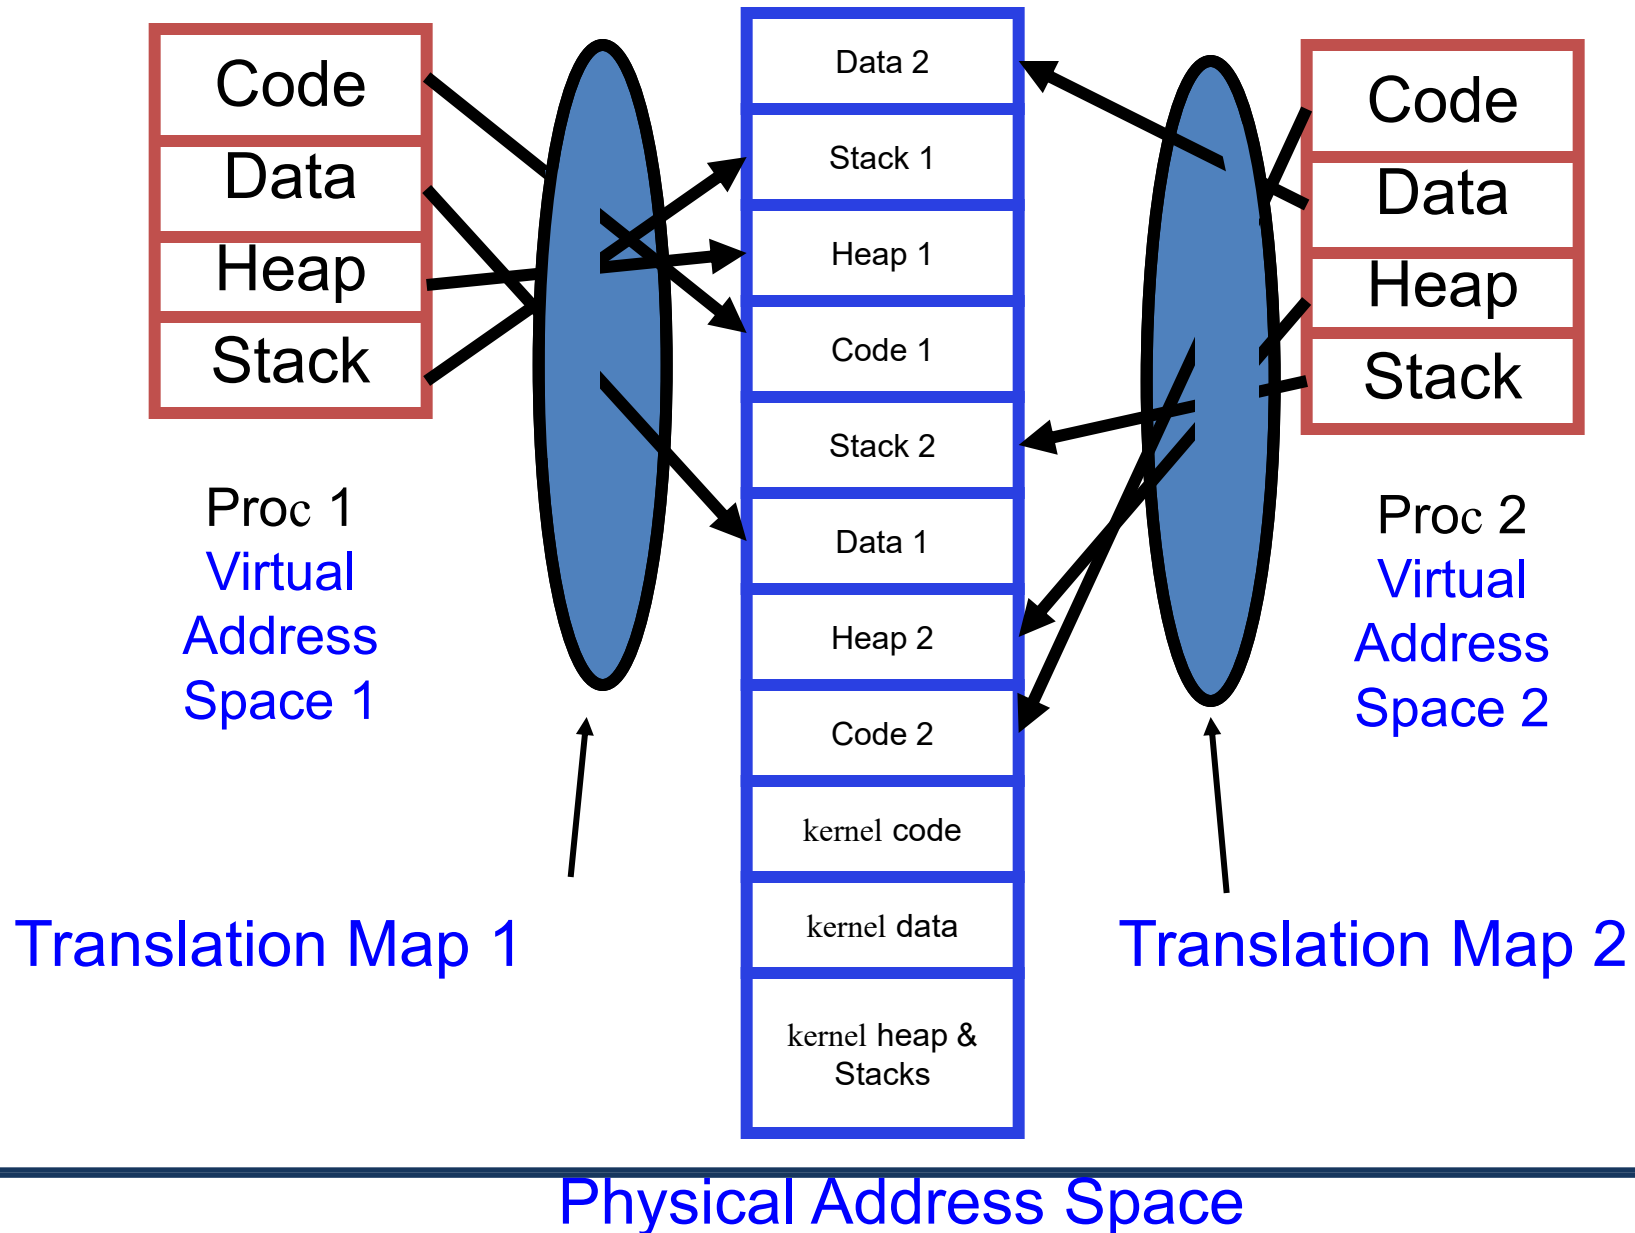 Code
Data
Heap
Stack
Proc 1
Virtual
Address
Space 1
Translation Map 1
Data 2
Stack 1
Heap 1
Code 1
Stack 2
Data 1
Heap 2
Code 2
kernel code
kernel data
kernel heap &
Stacks
Code
Data
Heap
Stack
Proc 2
Virtual
Address
Space 2
Translation Map 2
Physical Address Space